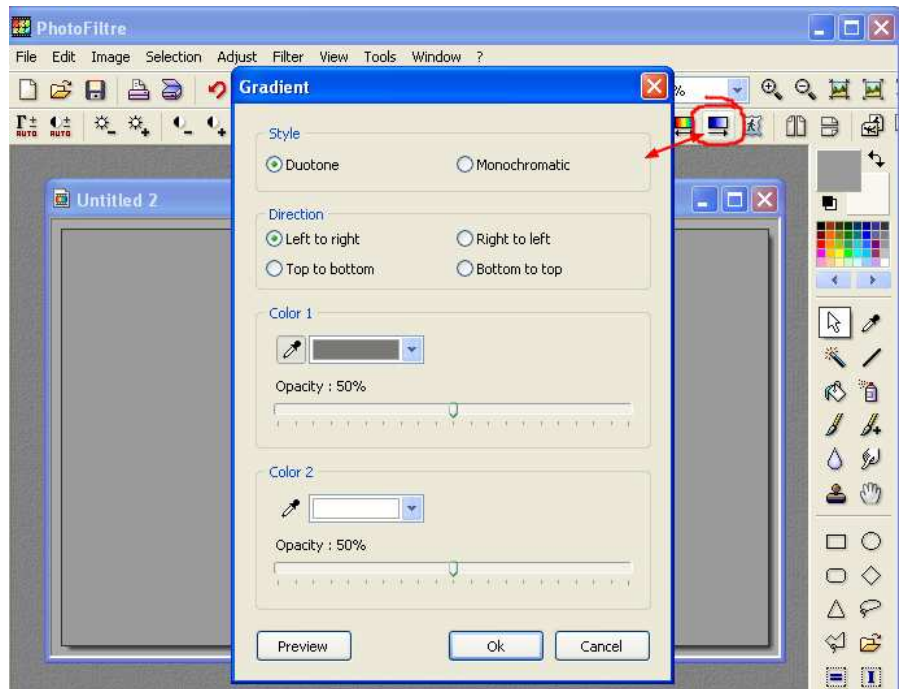 PhotoFiltre
File Edit Image Selection Adjust Filter View Tools Window ?
Gradient
%
AUTO AUTO
Style
Duotone Monochromatic
Untitled 2
Direction
Left to right Right to left
Top to bottom Bottom to top
Color 1
Opacity : 50%
Color 2
Opacity : 50%
Preview Ok Cancel